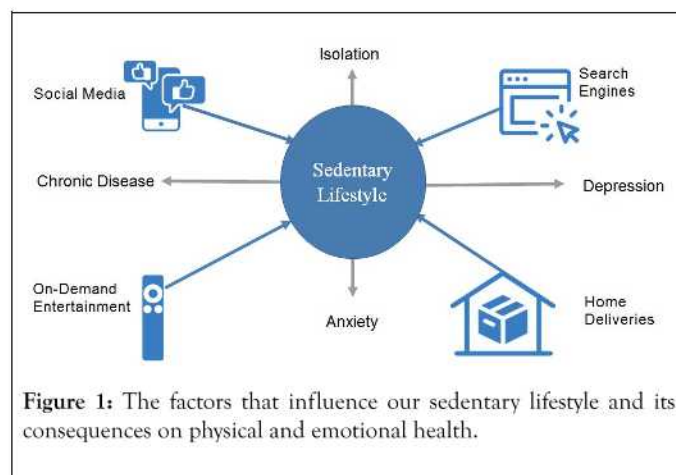 Isolation
Social Media
Search
Engines
Sedentary
Lifestyle
Chronic Disease
Depression
On-Demand
Entertainment
Home
Deliveries
Anxiety
Figure 1: The factors that influence our sedentary lifestyle and its
consequences on physical and emotional health.